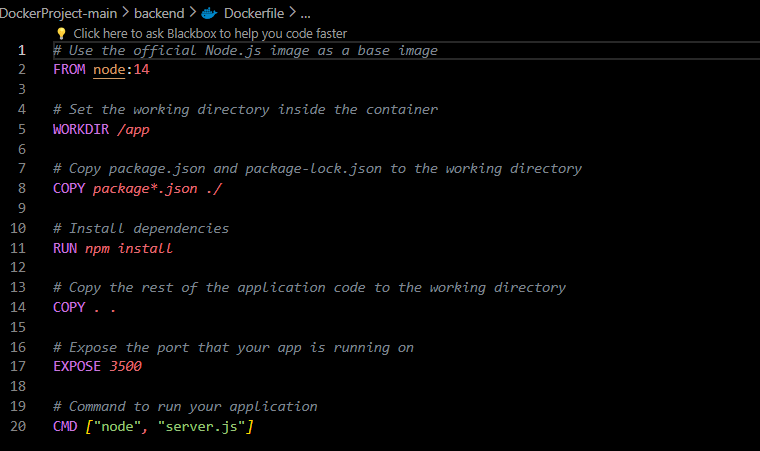 DockerProject-main > backend > Dockerfile > ...
Click here to ask Blackbox to help you code faster
1 # Use the official Node.js image as a base image
2 FROM node:14
3
4 # Set the working directory inside the container
5 WORKDIR /app
6
7 # Copy package.json and package-lock.json to the working directory
8 COPY package*.json ./
9
10 # Install dependencies
11 RUN npm install
12
13 # Copy the rest of the application code to the working directory
14 COPY . .
15
16 # Expose the port that your app is running on
17 EXPOSE 3500
18
19 # Command to run your application
20 CMD ["node", "server.js"]